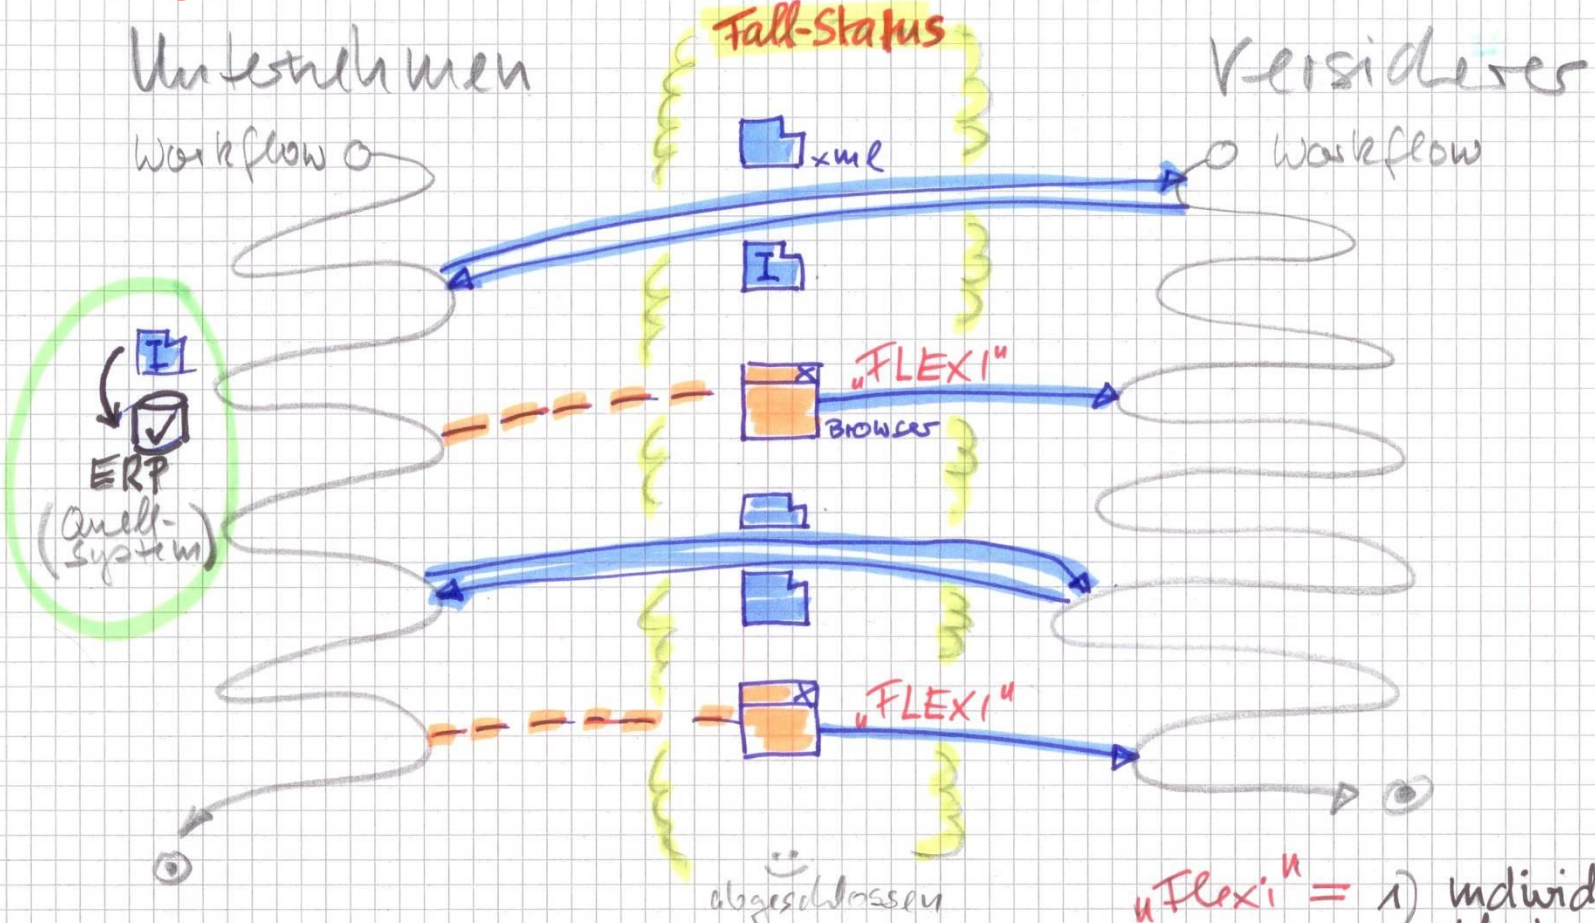 Fall-Status
Unternehmen
Versicherer
Workflow
Workflow
xml
I
I
"FLEXI"
Browser
ERP
(Quell-
system)
"FLEXI"
abgeschlossen
"Flexi" = 1) individ